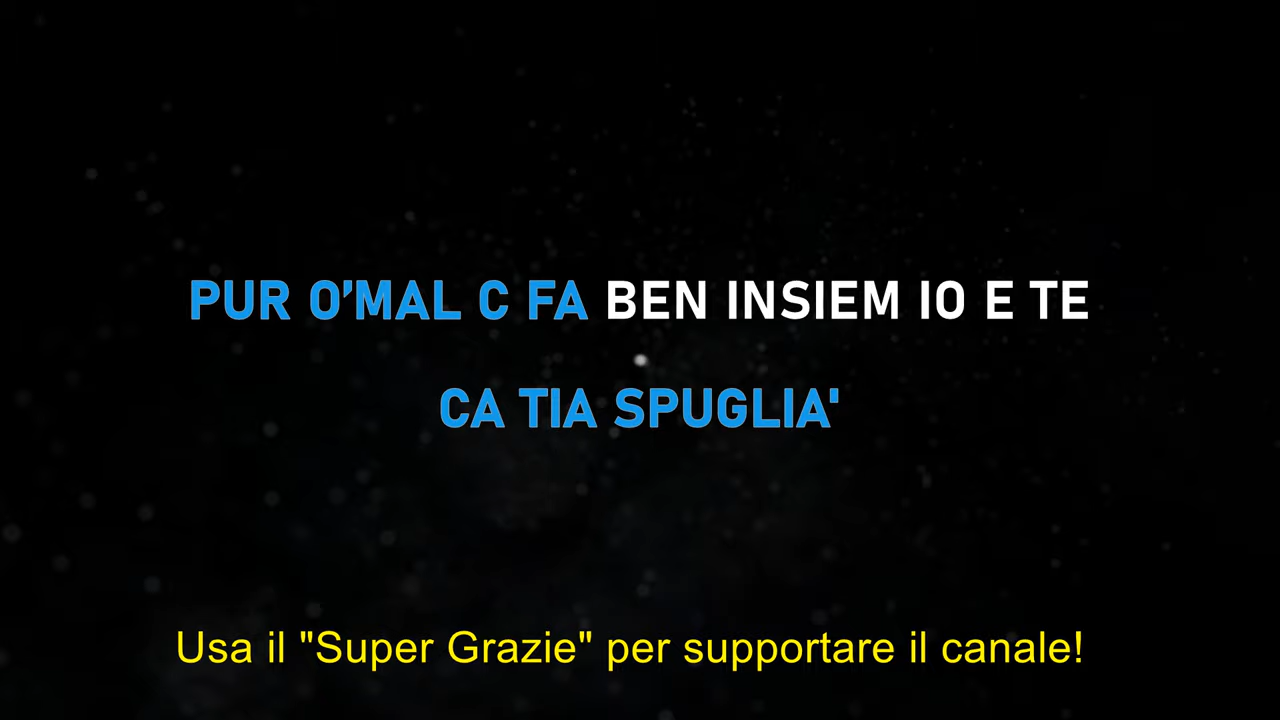 PUR O'MAL C FA BEN INSIEM IO E TE
CA TIA SPUGLIA'
Usa il "Super Grazie" per supportare il canale!